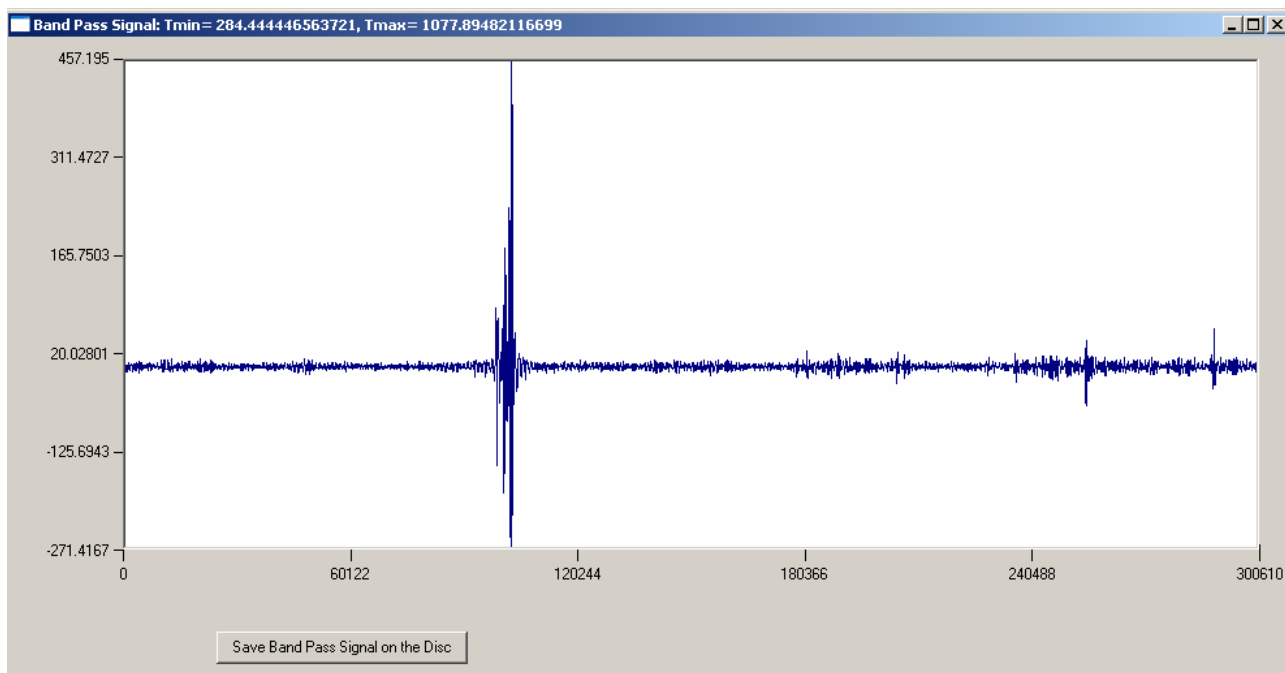 Band Pass Signal: Tmin= 284.444446563721, Tmax= 1077.89482116699
457.195
311.4727
165.7503
20.02801
-125.6943
-271.4167
0 60122 120244 180366 240488 300610
Save Band Pass Signal on the Disc